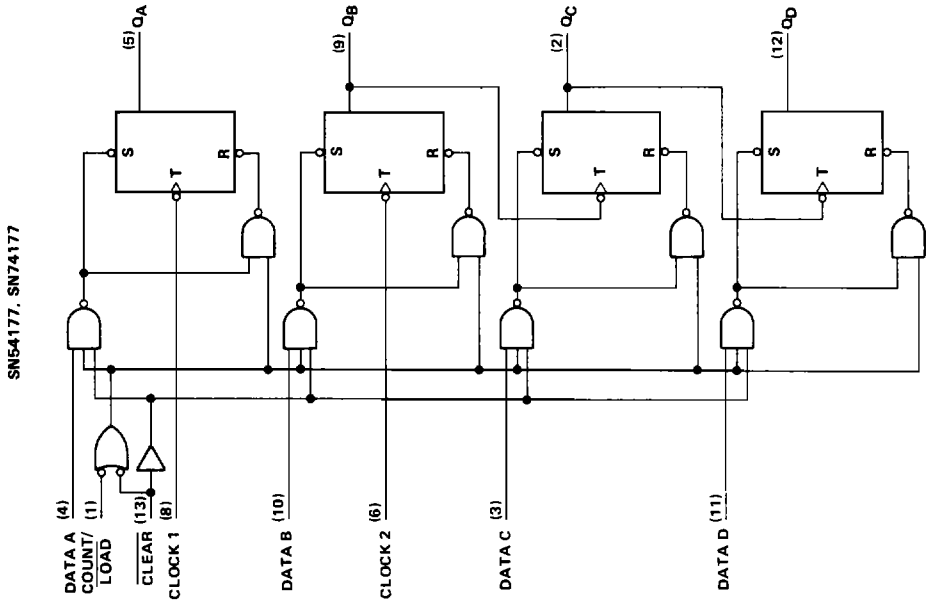 SN54177, SN74177
DATA A (4)
COUNT/
LOAD (1)
CLEAR (13)
CLOCK 1 (8)
DATA B (10)
CLOCK 2 (6)
DATA C (3)
DATA D (11)
S T R
(5) QA
S T R
(9) QB
S T R
(2) QC
S T R
(12) QD